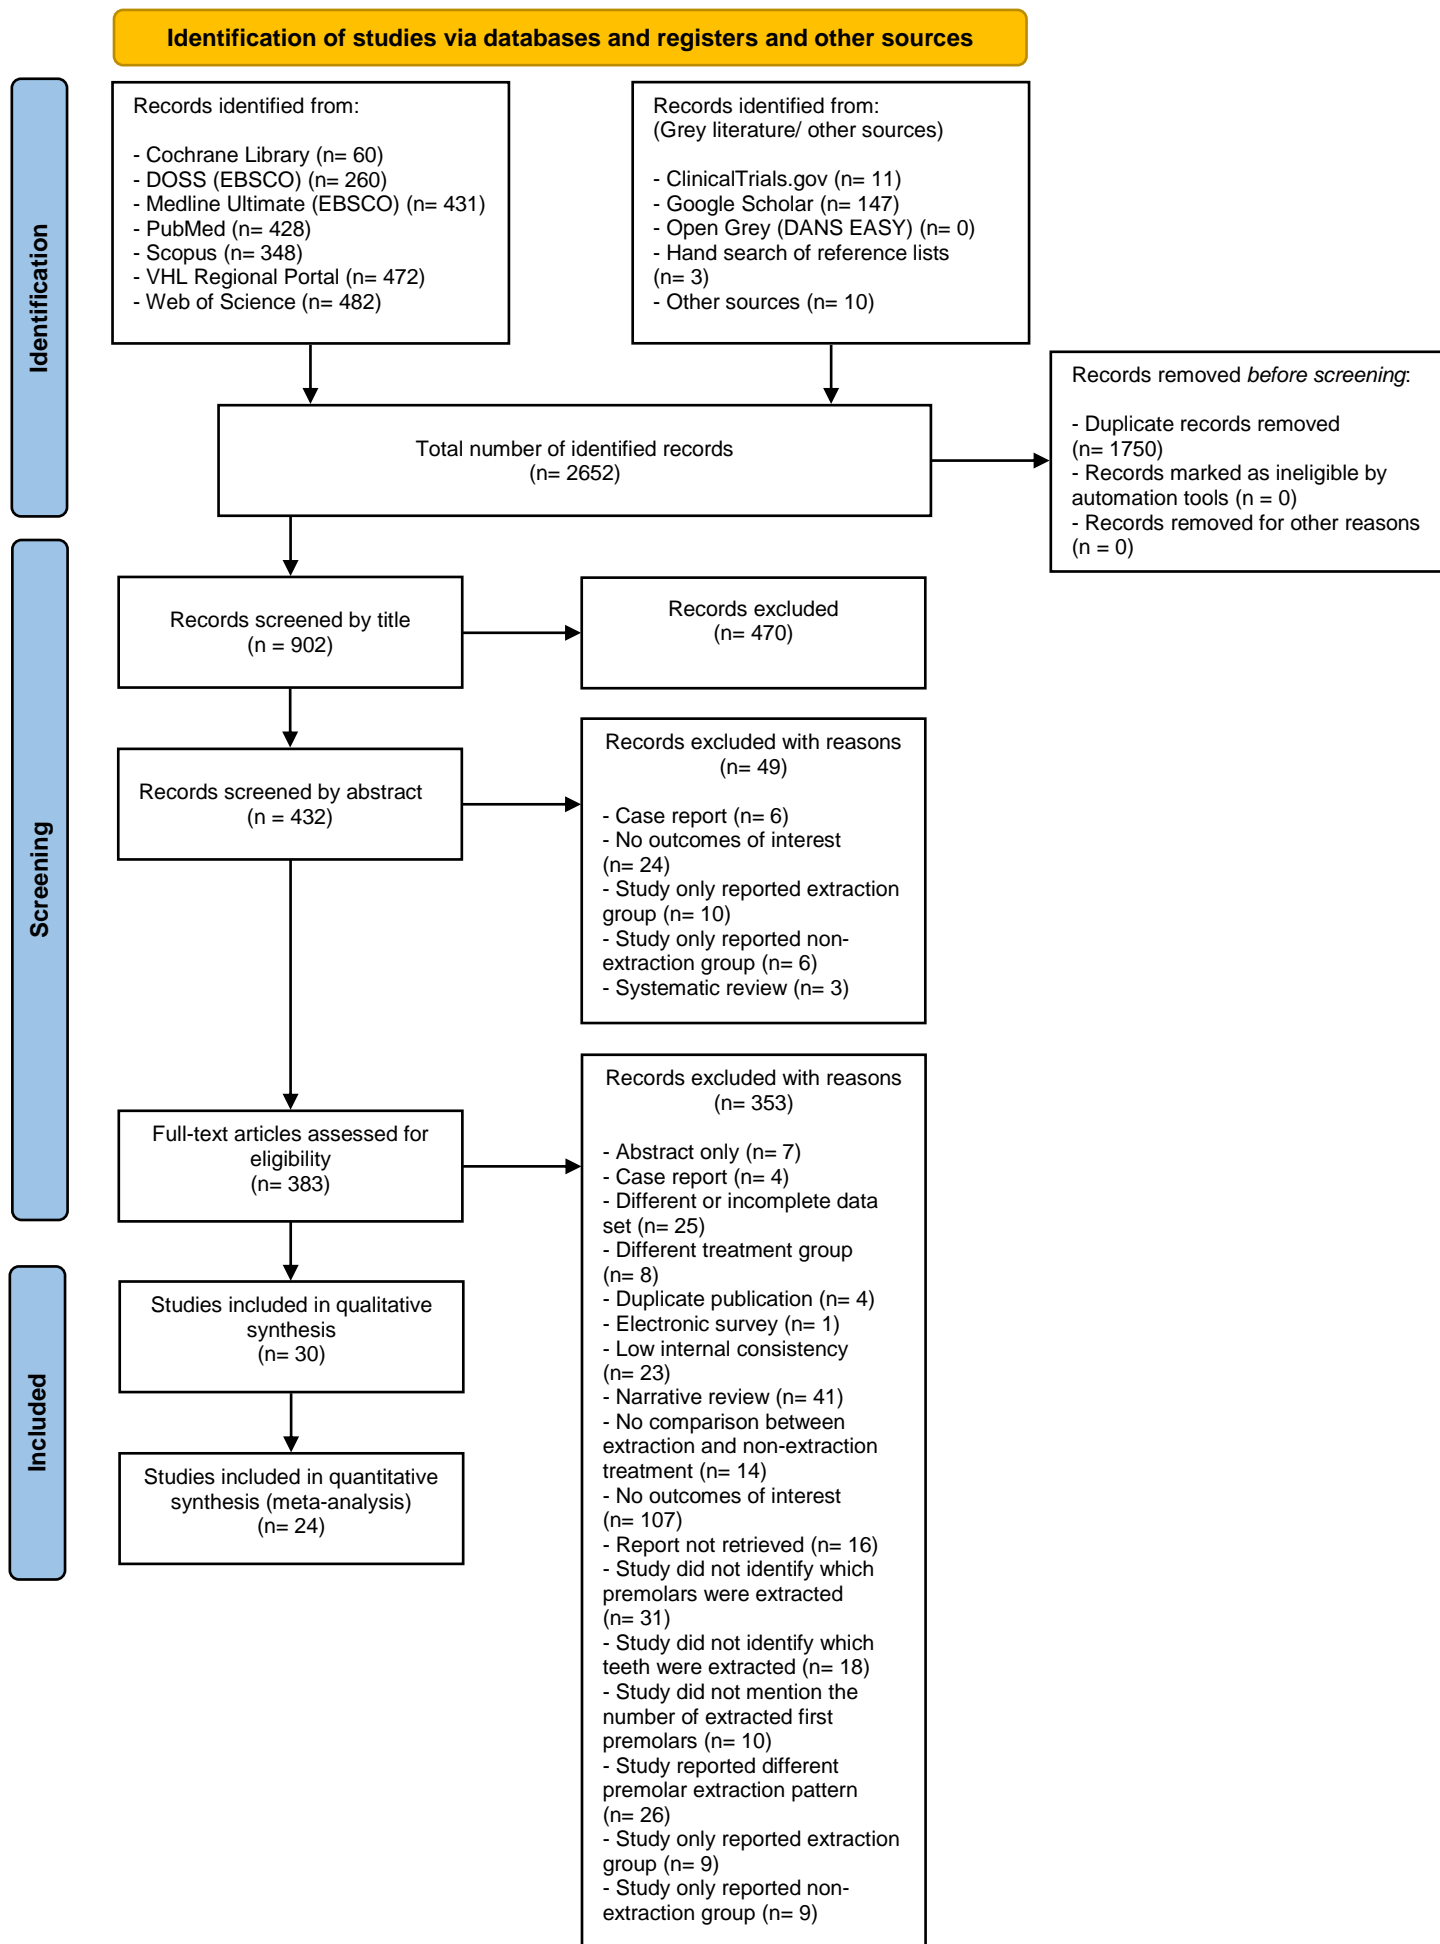 Identification of studies via databases and registers and other sources
Identification
Records identified from:
- Cochrane Library (n= 60)
- DOSS (EBSCO) (n= 260)
- Medline Ultimate (EBSCO) (n= 431)
- PubMed (n= 428)
- Scopus (n= 348)
- VHL Regional Portal (n= 472)
- Web of Science (n= 482)
Records identified from:
(Grey literature/ other sources)
- ClinicalTrials.gov (n= 11)
- Google Scholar (n= 147)
- Open Grey (DANS EASY) (n= 0)
- Hand search of reference lists
(n= 3)
- Other sources (n= 10)
Total number of identified records
(n= 2652)
Records removed before screening:
- Duplicate records removed
(n= 1750)
- Records marked as ineligible by
automation tools (n = 0)
- Records removed for other reasons
(n = 0)
Screening
Records screened by title
(n = 902)
Records excluded
(n= 470)
Records screened by abstract
(n = 432)
Records excluded with reasons
(n= 49)
- Case report (n= 6)
- No outcomes of interest
(n= 24)
- Study only reported extraction
group (n= 10)
- Study only reported non-
extraction group (n= 6)
- Systematic review (n= 3)
Full-text articles assessed for
eligibility
(n= 383)
Records excluded with reasons
(n= 353)
- Abstract only (n= 7)
- Case report (n= 4)
- Different or incomplete data
set (n= 25)
- Different treatment group
(n= 8)
- Duplicate publication (n= 4)
- Electronic survey (n= 1)
- Low internal consistency
(n= 23)
- Narrative review (n= 41)
- No comparison between
extraction and non-extraction
treatment (n= 14)
- No outcomes of interest
(n= 107)
- Report not retrieved (n= 16)
- Study did not identify which
premolars were extracted
(n= 31)
- Study did not identify which
teeth were extracted (n= 18)
- Study did not mention the
number of extracted first
premolars (n= 10)
- Study reported different
premolar extraction pattern
(n= 26)
- Study only reported extraction
group (n= 9)
- Study only reported non-
extraction group (n= 9)
Included
Studies included in qualitative
synthesis
(n= 30)
Studies included in quantitative
synthesis (meta-analysis)
(n= 24)